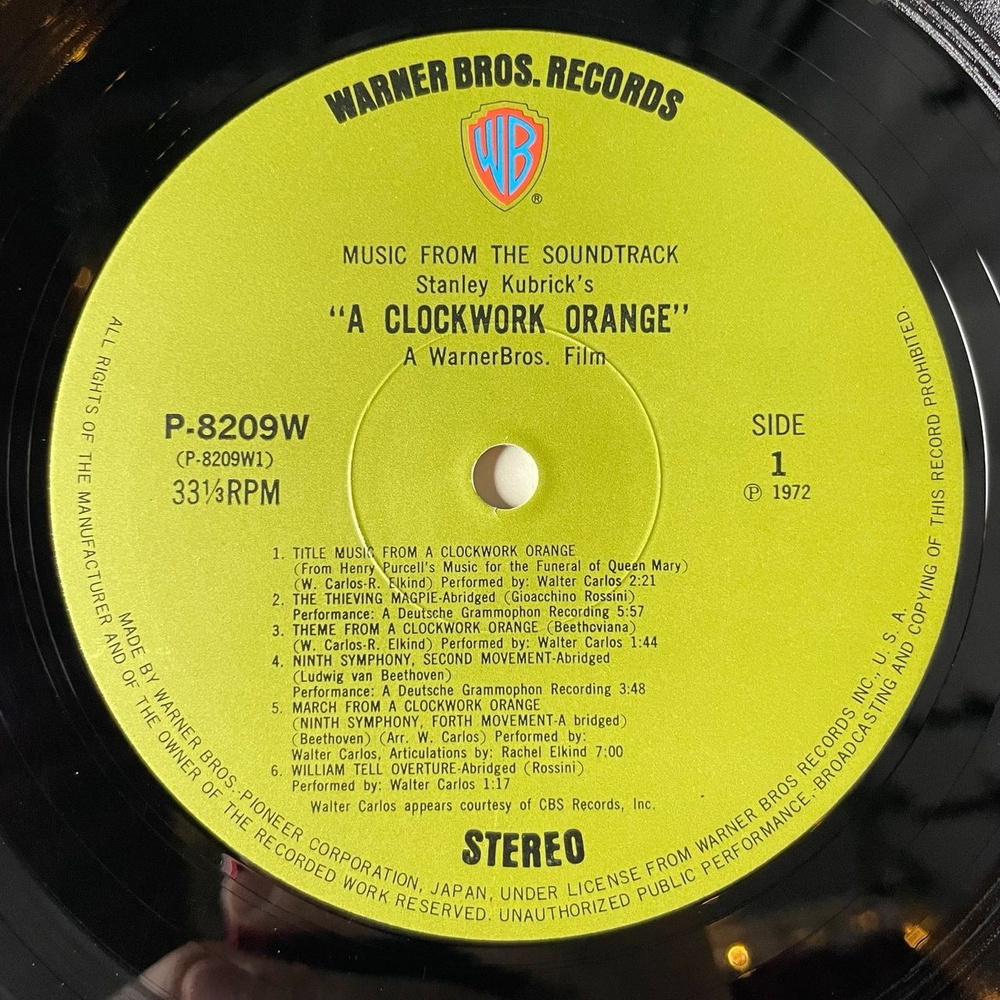 WARNER BROS. RECORDS
WB
®
MUSIC FROM THE SOUNDTRACK
Stanley Kubrick's
“A CLOCKWORK ORANGE”
A WarnerBros. Film
P-8209W
(P-8209W1)
33⅓RPM
SIDE
1
℗ 1972
1. TITLE MUSIC FROM A CLOCKWORK ORANGE
(From Henry Purcell's Music for the Funeral of Queen Mary)
(W. Carlos-R. Elkind) Performed by: Walter Carlos 2:21
2. THE THIEVING MAGPIE-Abridged (Gioacchino Rossini)
Performance: A Deutsche Grammophon Recording 5:57
3. THEME FROM A CLOCKWORK ORANGE (Beethoviana)
(W. Carlos-R. Elkind) Performed by: Walter Carlos 1:44
4. NINTH SYMPHONY, SECOND MOVEMENT-Abridged
(Ludwig van Beethoven)
Performance: A Deutsche Grammophon Recording 3:48
5. MARCH FROM A CLOCKWORK ORANGE
(NINTH SYMPHONY, FORTH MOVEMENT-A bridged)
(Beethoven) (Arr. W. Carlos) Performed by:
Walter Carlos, Articulations by: Rachel Elkind 7:00
6. WILLIAM TELL OVERTURE-Abridged (Rossini)
Performed by: Walter Carlos 1:17
Walter Carlos appears courtesy of CBS Records, Inc.
STEREO
MADE BY WARNER BROS.·PIONEER CORPORATION, JAPAN, UNDER LICENSE FROM WARNER BROS RECORDS INC., U. S. A.
ALL RIGHTS OF THE MANUFACTURER AND OF THE OWNER OF THE RECORDED WORK RESERVED. UNAUTHORIZED PUBLIC PERFORMANCE, BROADCASTING AND COPYING OF THIS RECORD PROHIBITED.